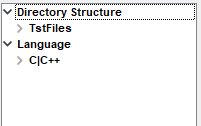 Directory Structure
TstFiles
Language
C|C++